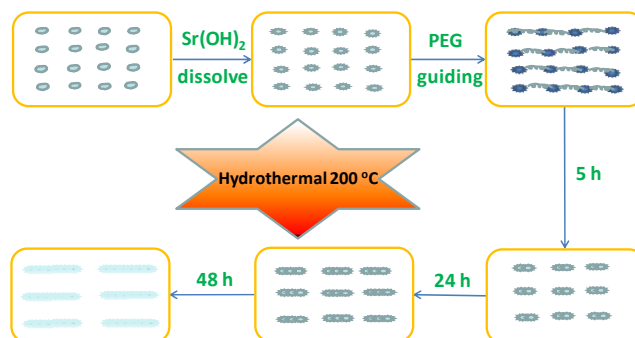 Sr(OH)₂
dissolve
PEG
guiding
Hydrothermal 200 °C
5 h
48 h
24 h